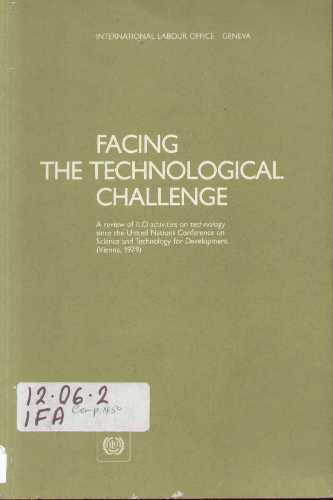 INTERNATIONAL LABOUR OFFICE GENEVA
FACING
THE TECHNOLOGICAL
CHALLENGE
A review of ILO activities on technology
since the United Nations Conference on
Science and Technology for Development
(Vienna, 1979)
12.06.2
IFA